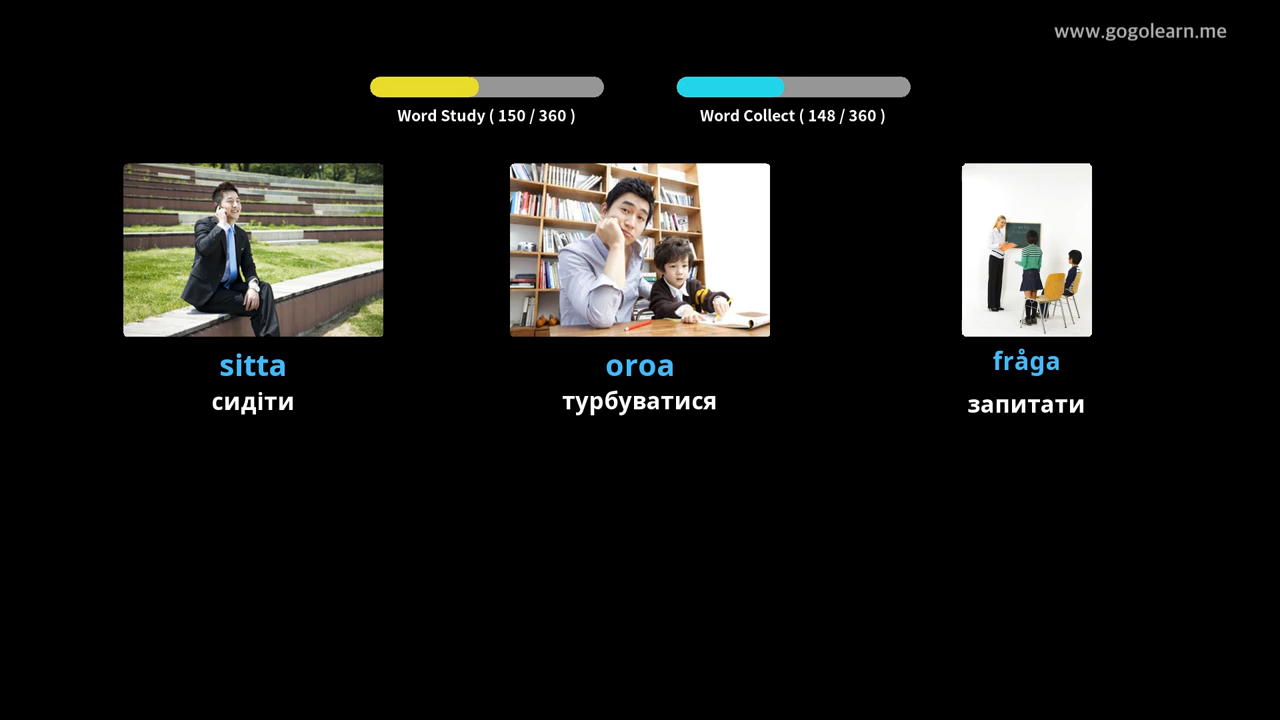 www.gogolearn.me
Word Study ( 150 / 360 )
Word Collect ( 148 / 360 )
sitta
сидіти
oroa
турбуватися
fråga
запитати